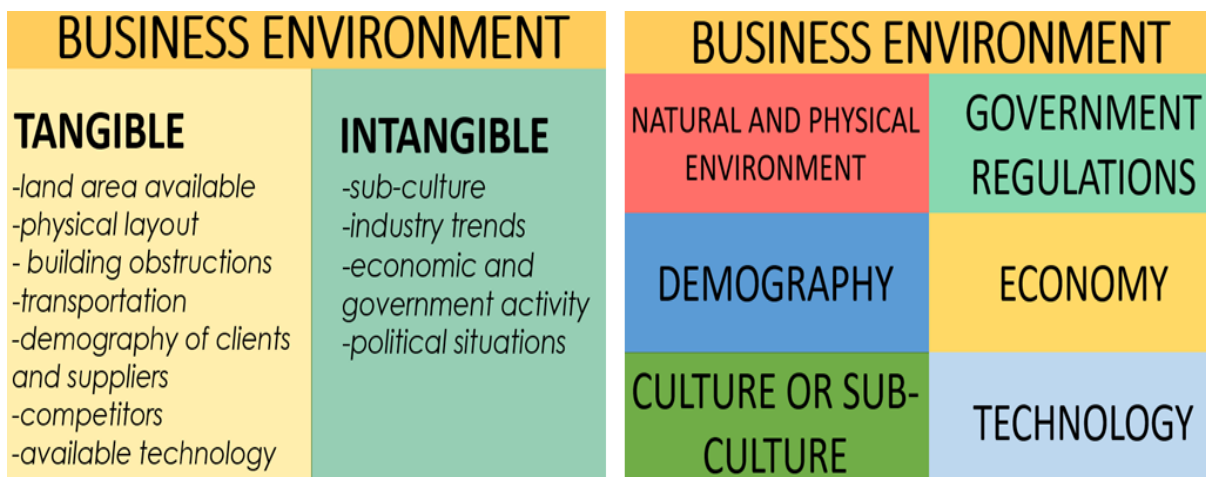 BUSINESS ENVIRONMENT
TANGIBLE
-land area available
-physical layout
- building obstructions
-transportation
-demography of clients
and suppliers
-competitors
-available technology
INTANGIBLE
-sub-culture
-industry trends
-economic and
government activity
-political situations
BUSINESS ENVIRONMENT
NATURAL AND PHYSICAL
ENVIRONMENT
GOVERNMENT
REGULATIONS
DEMOGRAPHY
ECONOMY
CULTURE OR SUB-
CULTURE
TECHNOLOGY